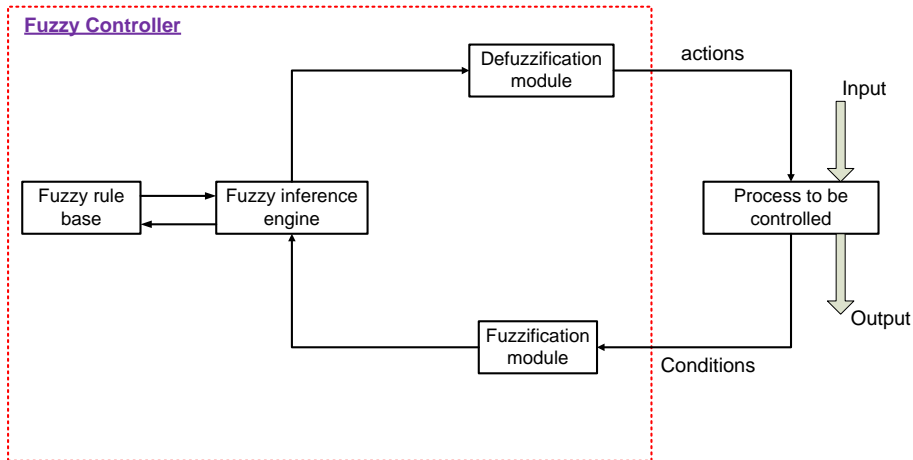 Fuzzy Controller
Defuzzification
module
actions
Input
Fuzzy rule
base
Fuzzy inference
engine
Process to be
controlled
Output
Fuzzification
module
Conditions